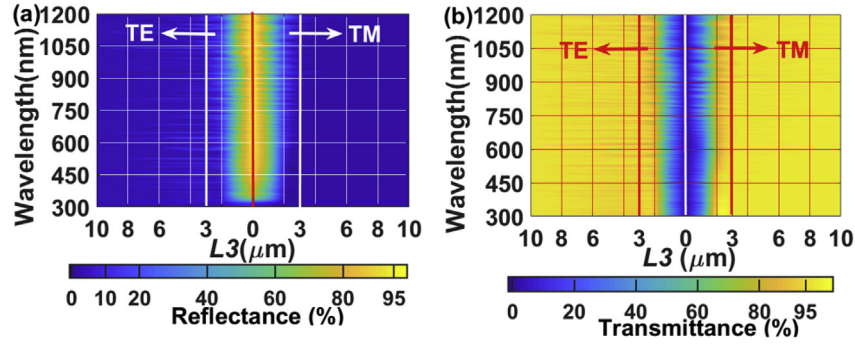 (a)
TE
TM
Wavelength(nm)
1200
1050
900
750
600
450
300
10 8 6 3 0 3 6 8 10
L3(μm)
0 10 20 40 60 80 95
Reflectance (%)
(b)
TE
TM
Wavelength(nm)
1200
1050
900
750
600
450
300
10 8 6 3 0 3 6 8 10
L3 (μm)
0 20 40 60 80 95
Transmittance (%)